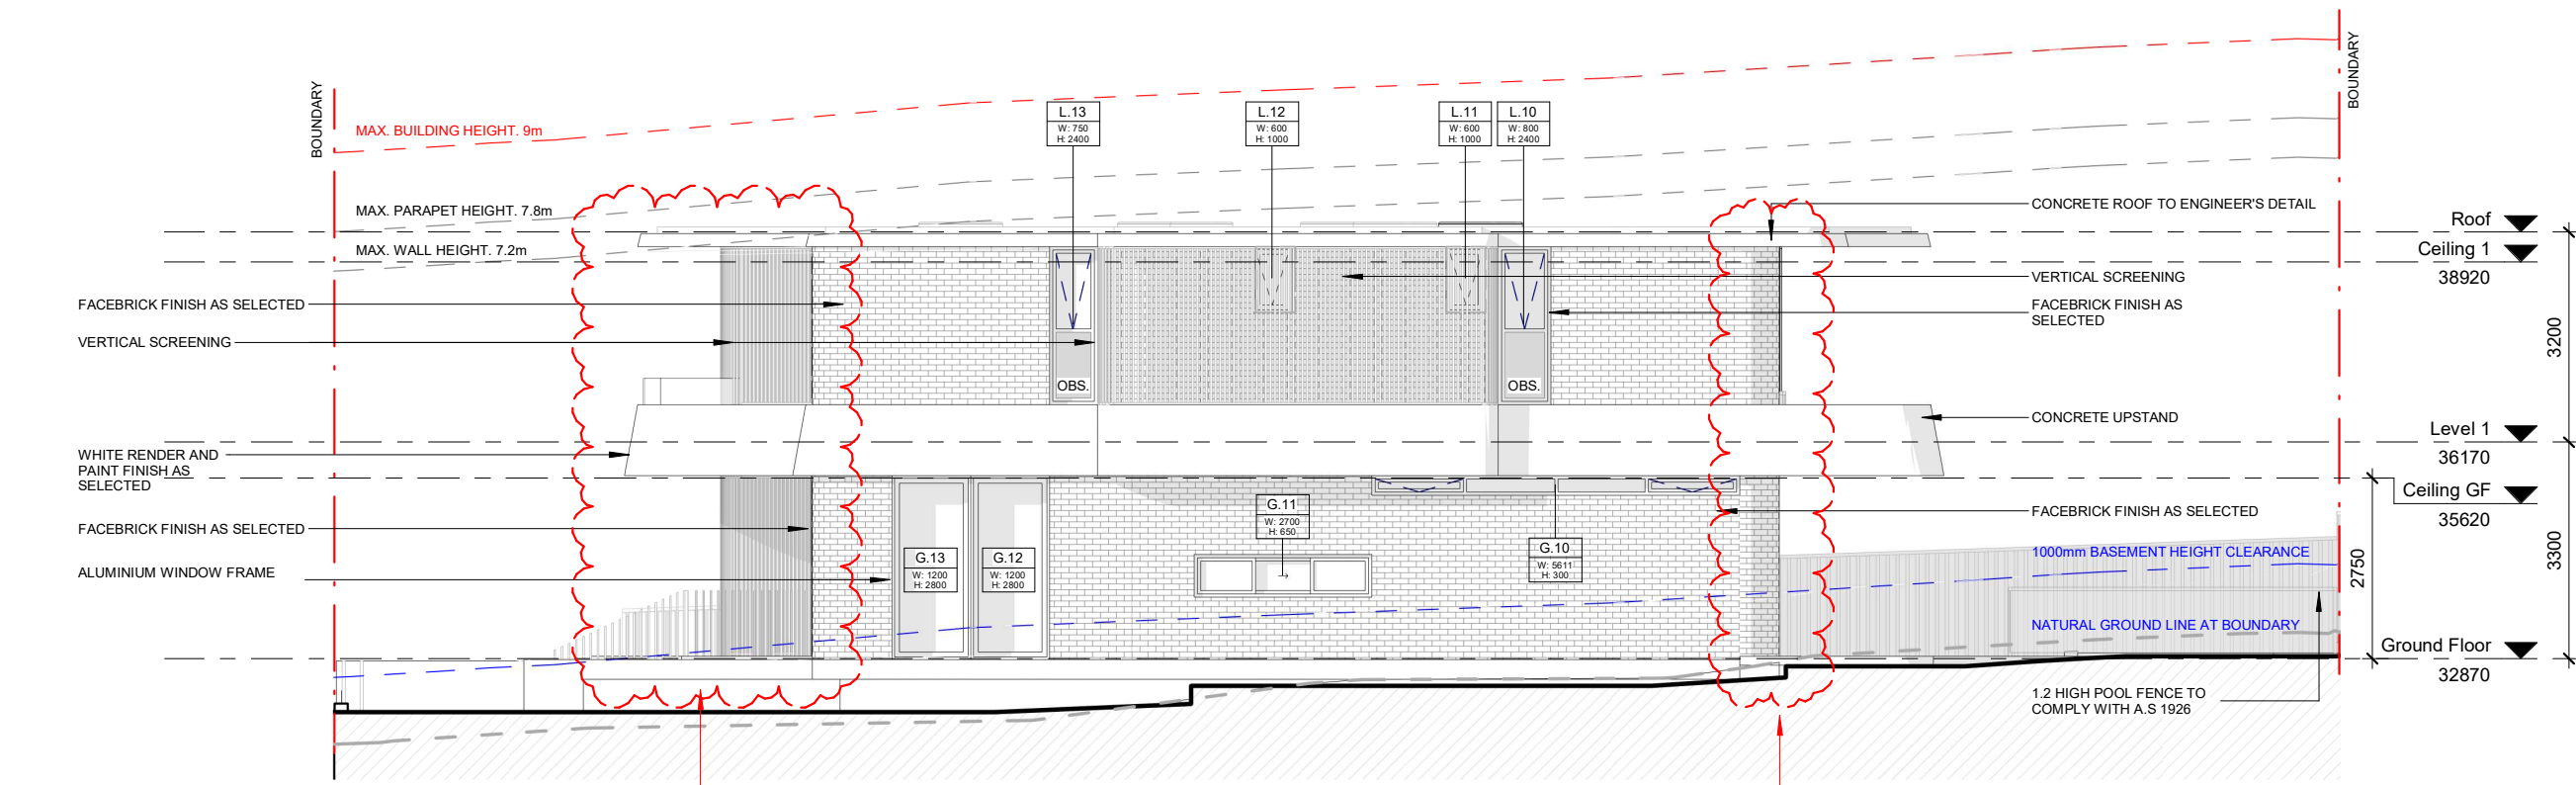 BOUNDARY
BOUNDARY
MAX. BUILDING HEIGHT. 9m
MAX. PARAPET HEIGHT. 7.8m
MAX. WALL HEIGHT. 7.2m
L.13
W: 750
H: 2400
L.12
W: 600
H: 1000
L.11
W: 600
H: 1000
L.10
W: 800
H: 2400
FACEBRICK FINISH AS SELECTED
VERTICAL SCREENING
WHITE RENDER AND
PAINT FINISH AS
SELECTED
FACEBRICK FINISH AS SELECTED
ALUMINIUM WINDOW FRAME
OBS.
OBS.
G.13
W: 1200
H: 2800
G.12
W: 1200
H: 2800
G.11
W: 2700
H: 650
G.10
W: 5611
H: 300
CONCRETE ROOF TO ENGINEER'S DETAIL
VERTICAL SCREENING
FACEBRICK FINISH AS
SELECTED
CONCRETE UPSTAND
FACEBRICK FINISH AS SELECTED
1000mm BASEMENT HEIGHT CLEARANCE
NATURAL GROUND LINE AT BOUNDARY
1.2 HIGH POOL FENCE TO
COMPLY WITH A.S 1926
Roof
Ceiling 1
38920
Level 1
36170
Ceiling GF
35620
Ground Floor
32870
3200
3300
2750